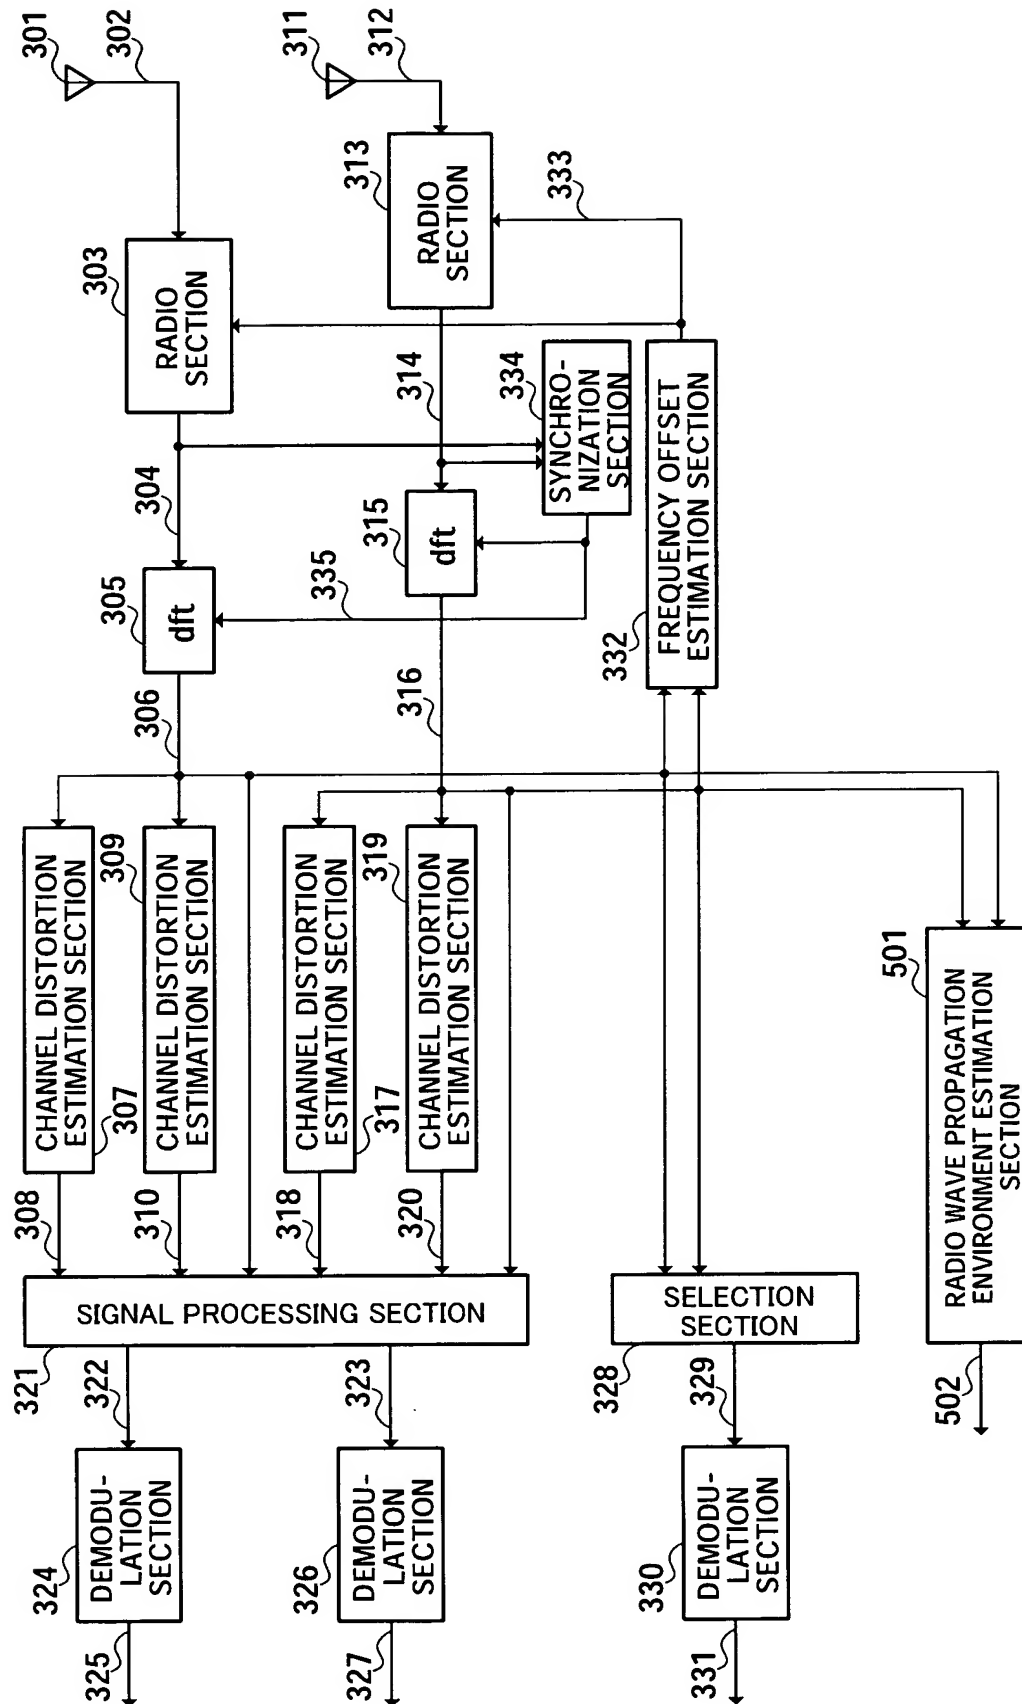 301
302
311
312
303
RADIO
SECTION
313
RADIO
SECTION
333
304
314
334
SYNCHRO-
NIZATION
SECTION
305
dft
315
dft
335
332
FREQUENCY OFFSET
ESTIMATION SECTION
306
316
307
CHANNEL DISTORTION
ESTIMATION SECTION
309
CHANNEL DISTORTION
ESTIMATION SECTION
317
CHANNEL DISTORTION
ESTIMATION SECTION
319
CHANNEL DISTORTION
ESTIMATION SECTION
501
RADIO WAVE PROPAGATION
ENVIRONMENT ESTIMATION
SECTION
308
310
318
320
SIGNAL PROCESSING SECTION
321
SELECTION
SECTION
328
322
323
329
502
324
DEMODU-
LATION
SECTION
326
DEMODU-
LATION
SECTION
330
DEMODU-
LATION
SECTION
325
327
331